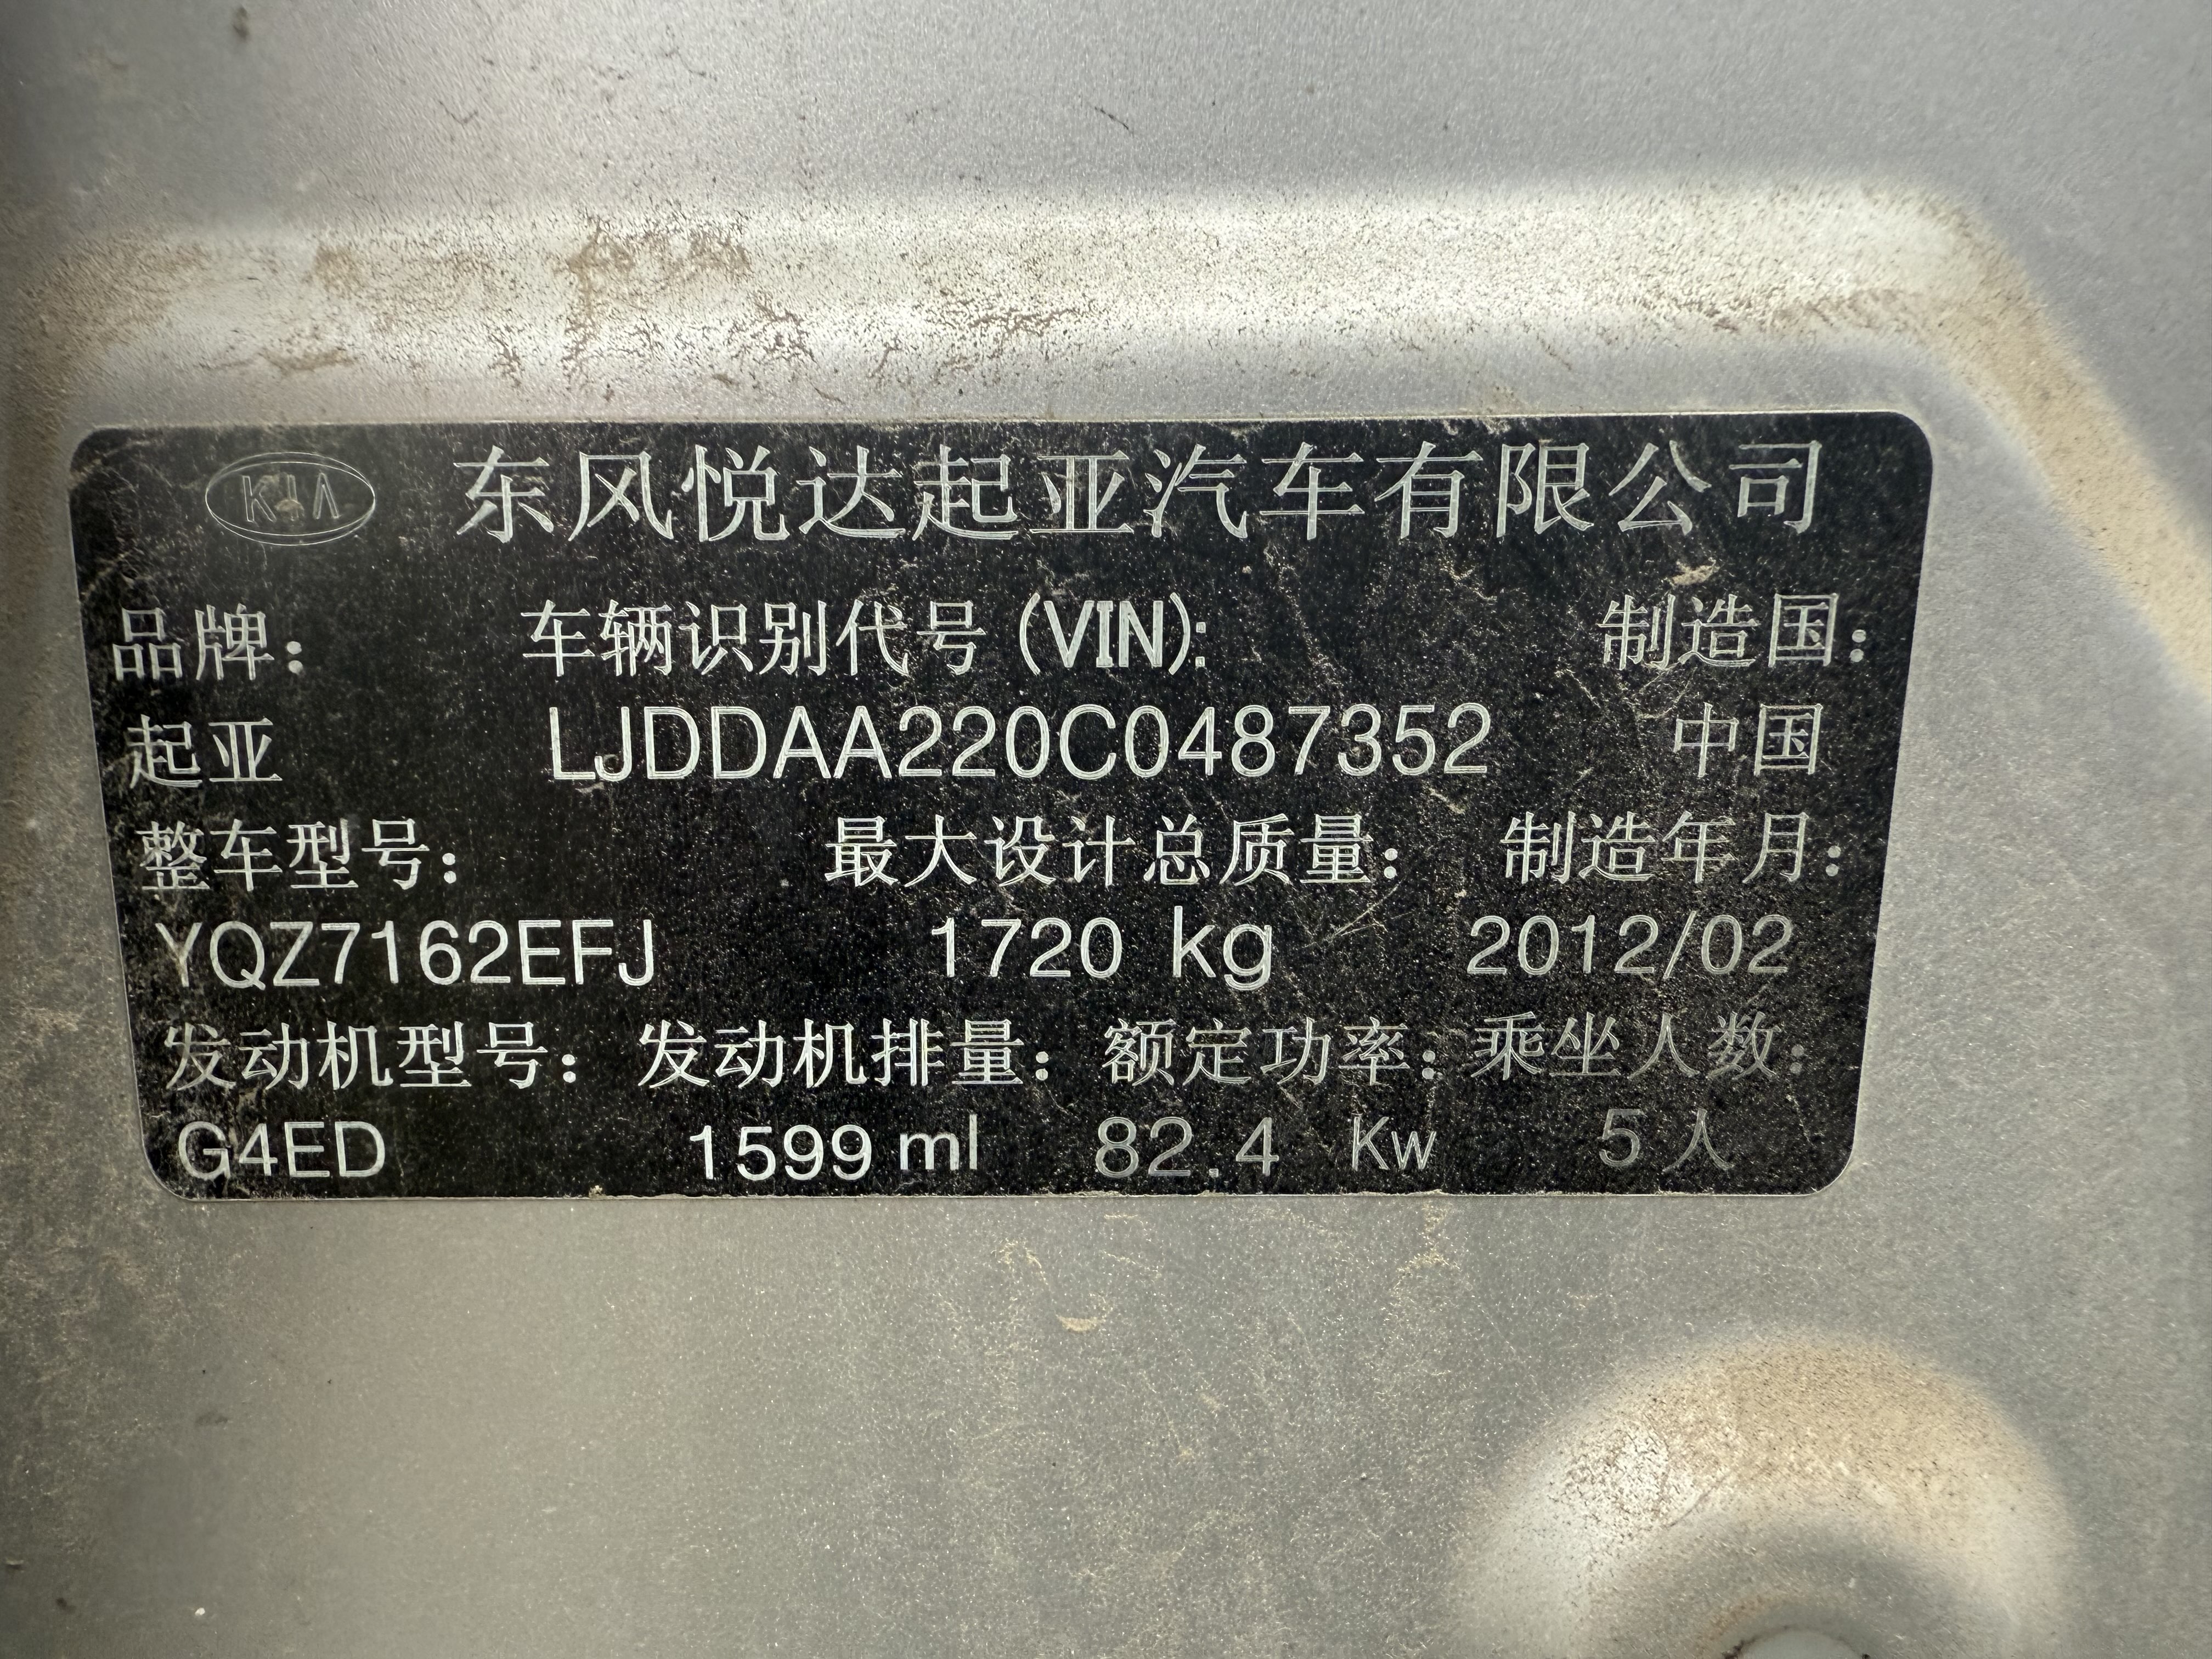 KIA 东风悦达起亚汽车有限公司
品牌： 车辆识别代号 (VIN): 制造国：
起亚 LJDDAA220C0487352 中国
整车型号： 最大设计总质量： 制造年月：
YQZ7162EFJ 1720 kg 2012/02
发动机型号： 发动机排量： 额定功率： 乘坐人数：
G4ED 1599 ml 82.4 Kw 5人